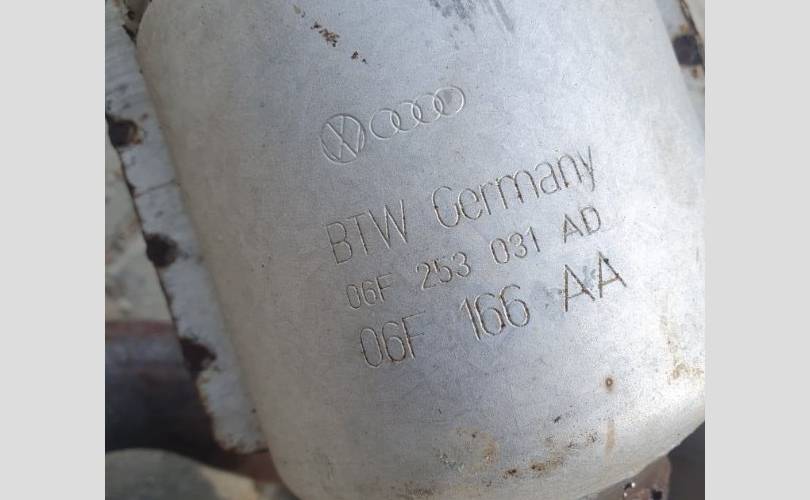 BTW Germany
06F 253 031 AD
06F 166 AA